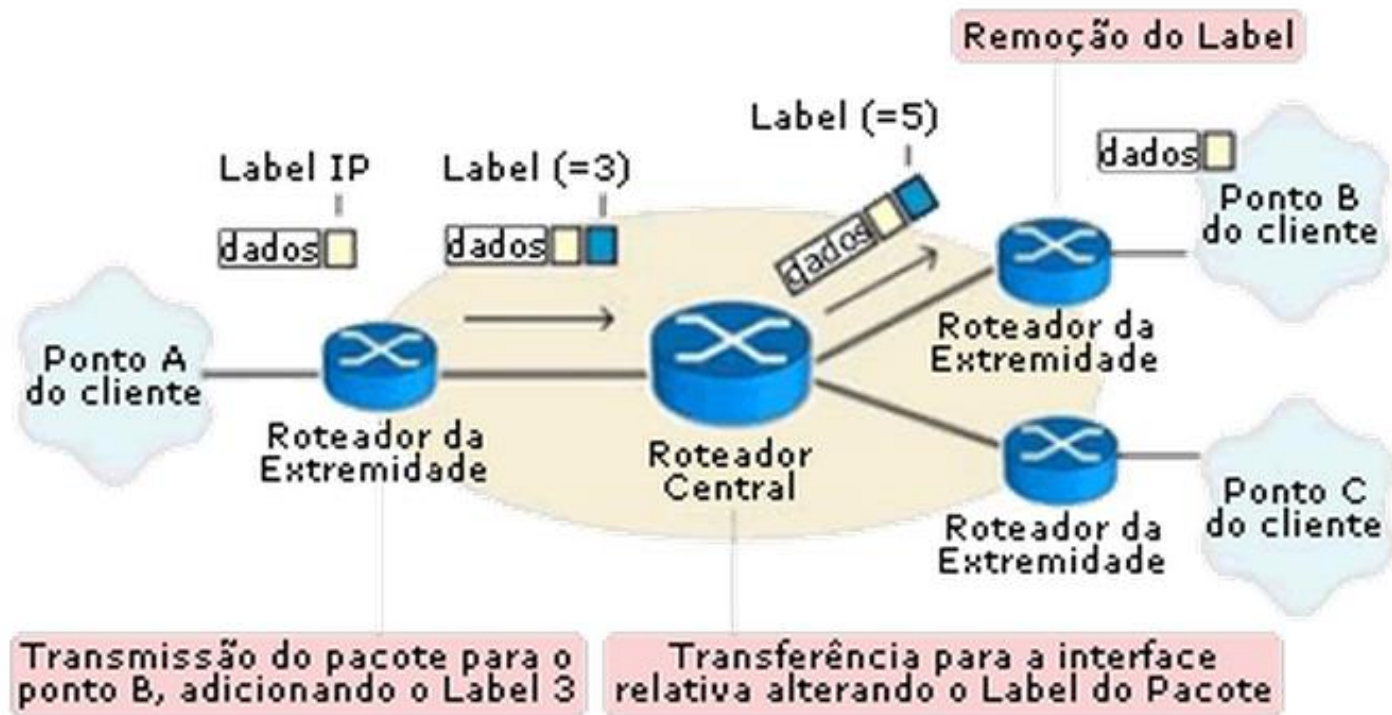 Remoção do Label
Label (=5)
dados
Label IP
Label (=3)
dados
dados
dados
Ponto B
do cliente
Ponto A
do cliente
Roteador da
Extremidade
Roteador
Central
Roteador da
Extremidade
Roteador da
Extremidade
Ponto C
do cliente
Transmissão do pacote para o
ponto B, adicionando o Label 3
Transferência para a interface
relativa alterando o Label do Pacote